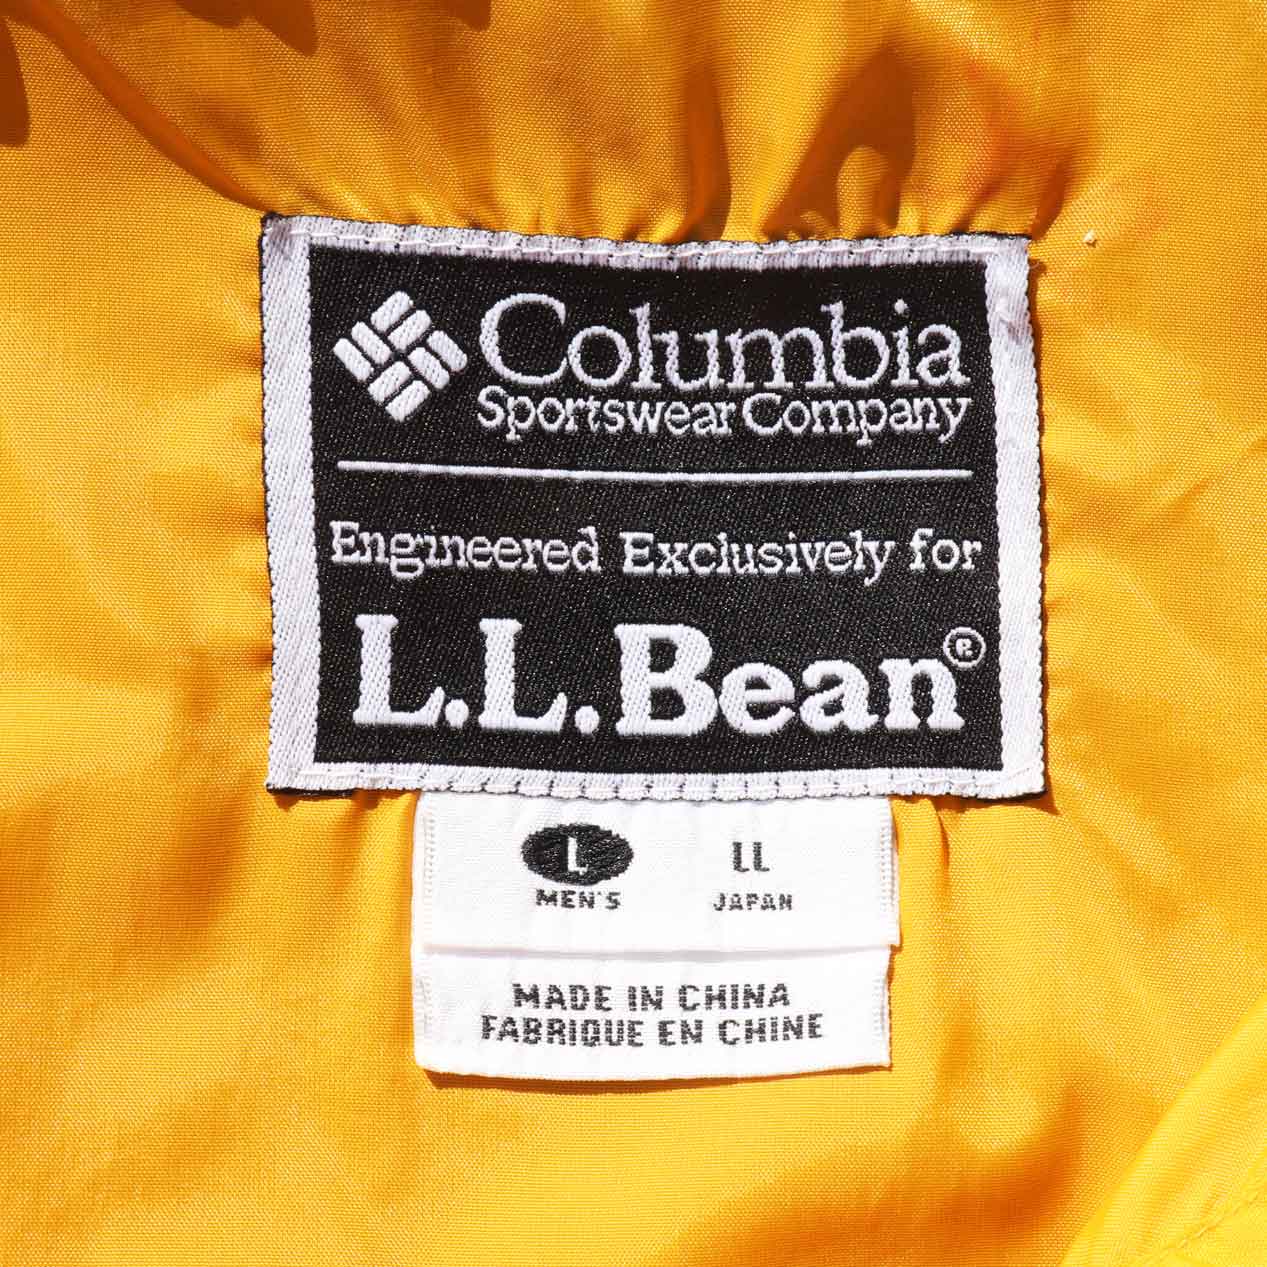 Columbia
Sportswear Company
Engineered Exclusively for
L.L.Bean®
L LL
MEN'S JAPAN
MADE IN CHINA
FABRIQUE EN CHINE